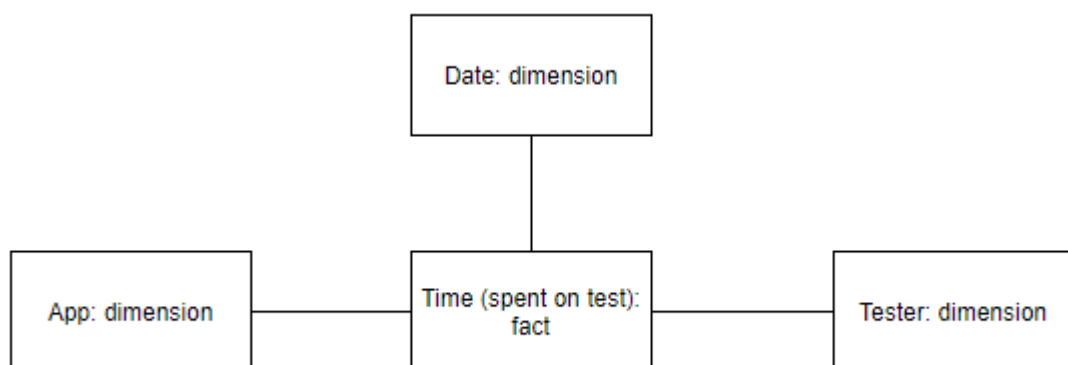 Date: dimension
App: dimension
Time (spent on test):
fact
Tester: dimension